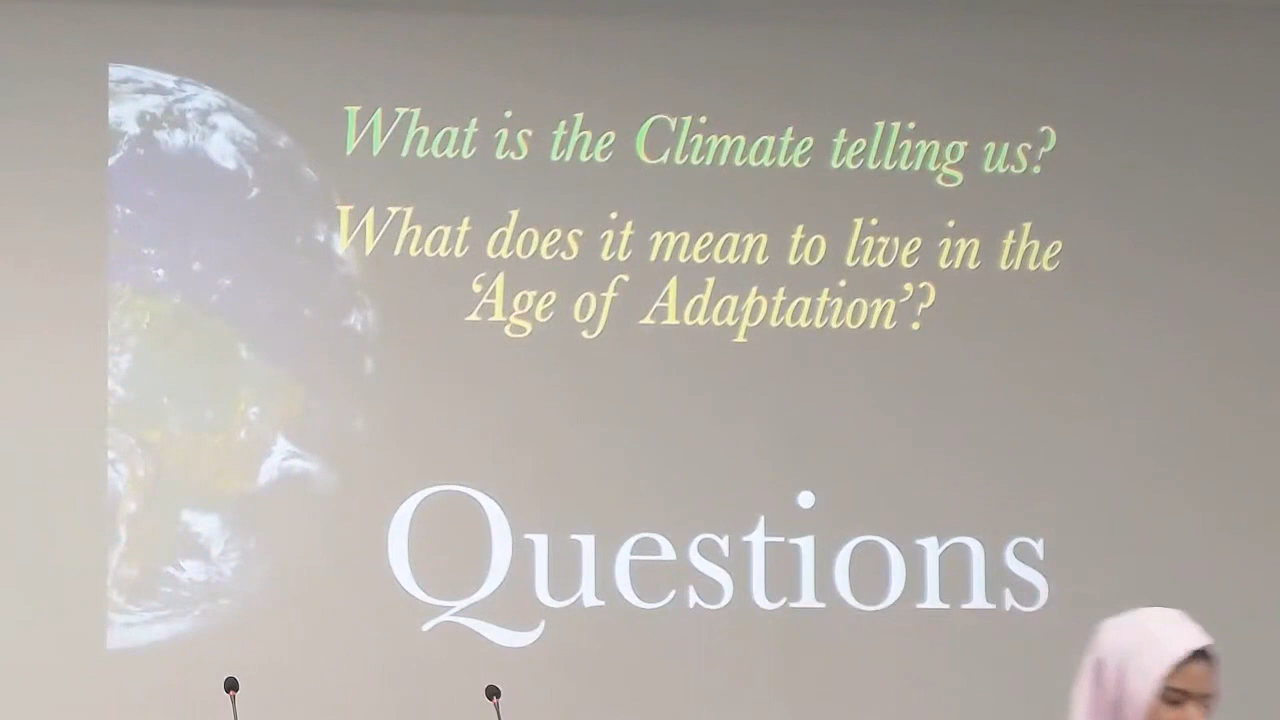 What is the Climate telling us?
What does it mean to live in the
‘Age of Adaptation’?
Questions